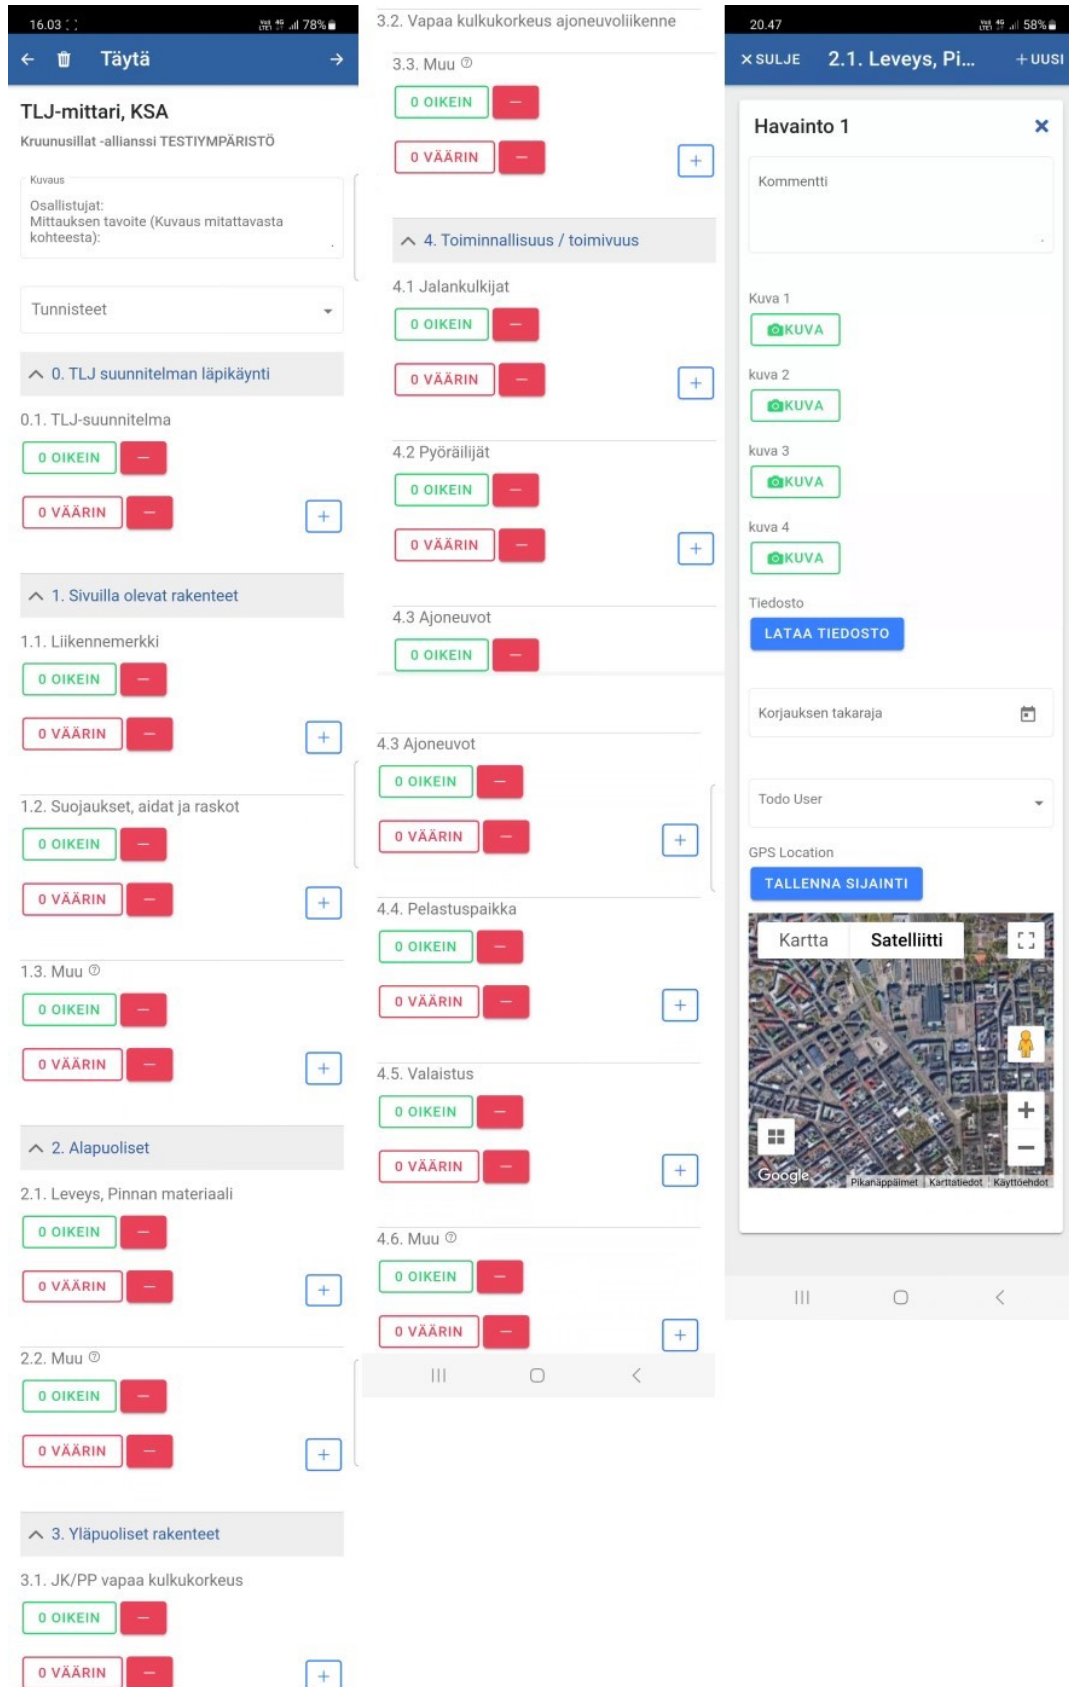 16.03
78%
Täytä
TLJ-mittari, KSA
Kruunusillat -allianssi TESTIYMPÄRISTÖ
Kuvaus
Osallistujat:
Mittauksen tavoite (Kuvaus mitattavasta
kohteesta):
Tunnisteet
0. TLJ suunnitelman läpikäynti
0.1. TLJ-suunnitelma
0 OIKEIN
0 VÄÄRIN
1. Sivuilla olevat rakenteet
1.1. Liikennemerkki
0 OIKEIN
0 VÄÄRIN
1.2. Suojaukset, aidat ja raskot
0 OIKEIN
0 VÄÄRIN
1.3. Muu
0 OIKEIN
0 VÄÄRIN
2. Alapuoliset
2.1. Leveys, Pinnan materiaali
0 OIKEIN
0 VÄÄRIN
2.2. Muu
0 OIKEIN
0 VÄÄRIN
3. Yläpuoliset rakenteet
3.1. JK/PP vapaa kulkukorkeus
0 OIKEIN
0 VÄÄRIN
3.2. Vapaa kulkukorkeus ajoneuvoliikenne
3.3. Muu
0 OIKEIN
0 VÄÄRIN
4. Toiminnallisuus / toimivuus
4.1 Jalankulkijat
0 OIKEIN
0 VÄÄRIN
4.2 Pyöräilijät
0 OIKEIN
0 VÄÄRIN
4.3 Ajoneuvot
0 OIKEIN
4.3 Ajoneuvot
0 OIKEIN
0 VÄÄRIN
4.4. Pelastuspaikka
0 OIKEIN
0 VÄÄRIN
4.5. Valaistus
0 OIKEIN
0 VÄÄRIN
4.6. Muu
0 OIKEIN
0 VÄÄRIN
20.47
58%
SULJE 2.1. Leveys, Pi... +UUSI
Havainto 1
Kommentti
Kuva 1
KUVA
kuva 2
KUVA
kuva 3
KUVA
kuva 4
KUVA
Tiedosto
LATAA TIEDOSTO
Korjauksen takaraja
Todo User
GPS Location
TALLENNA SIJAINTI
Kartta Satelliitti
Google
Pikanäppäimet Karttatiedot Käyttöehdot